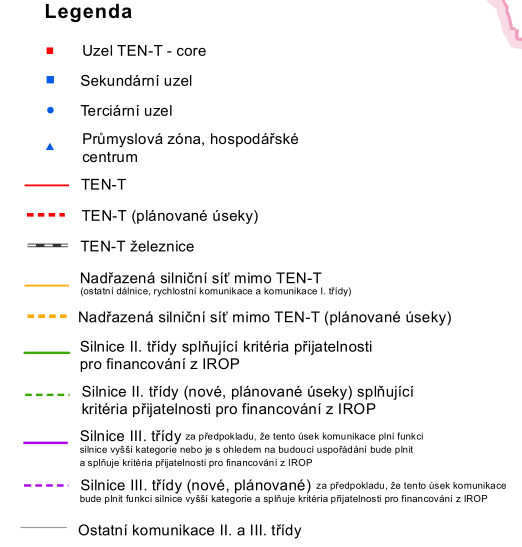 Legenda
Uzel TEN-T - core
Sekundární uzel
Terciární uzel
Průmyslová zóna, hospodářské
centrum
TEN-T
TEN-T (plánované úseky)
TEN-T železnice
Nadřazená silniční síť mimo TEN-T
(ostatní dálnice, rychlostní komunikace a komunikace I. třídy)
Nadřazená silniční síť mimo TEN-T (plánované úseky)
Silnice II. třídy splňující kritéria přijatelnosti
pro financování z IROP
Silnice II. třídy (nové, plánované úseky) splňující
kritéria přijatelnosti pro financování z IROP
Silnice III. třídy za předpokladu, že tento úsek komunikace plní funkci
silnice vyšší kategorie nebo je s ohledem na budoucí uspořádání bude plnit
a splňuje kritéria přijatelnosti pro financování z IROP
Silnice III. třídy (nové, plánované) za předpokladu, že tento úsek komunikace
bude plnit funkci silnice vyšší kategorie a splňuje kritéria přijatelnosti pro financování z IROP
Ostatní komunikace II. a III. třídy